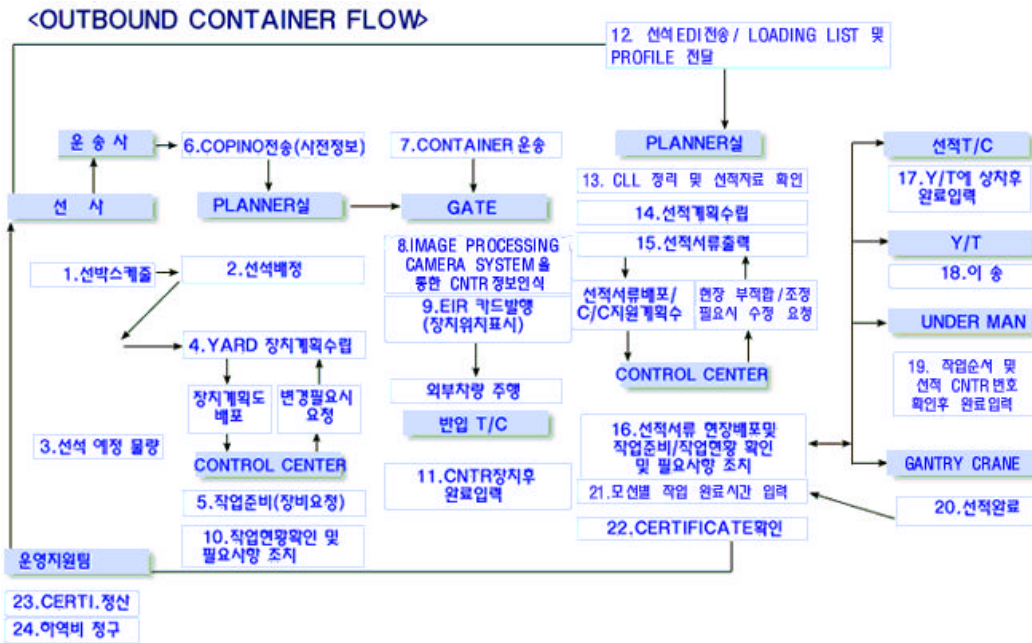 <OUTBOUND CONTAINER FLOW>
12. 선석EDI전송/ LOADING LIST 및
PROFILE 전달
운송사
6.COPINO전송(사전정보)
7.CONTAINER 운송
PLANNER실
선적T/C
13. CLL 정리 및 선적자료 확인
17.Y/T에 상차후
완료입력
선 사
PLANNER실
GATE
14.선적계획수립
15.선적서류출력
Y/T
18.이 송
8.IMAGE PROCESSING
CAMERA SYSTEM을
통한 CNTR정보인식
1.선박스케줄
2.선석배정
선적서류배포/
C/C지원계획수
현장 부적합/조정
필요시 수정 요청
9.EIR 카드발행
(장치위치표시)
UNDER MAN
4.YARD 장치계획수립
19. 작업순서 및
선적 CNTR번호
확인후 완료입력
CONTROL CENTER
장치계획도
배포
변경필요시
요청
외부차량 주행
반입 T/C
3.선석 예정 물량
16.선적서류 현장배포및
작업준비/작업현황 확인
및 필요사항 조치
CONTROL CENTER
GANTRY CRANE
11.CNTR장치후
완료입력
5.작업준비(장비요청)
21.모선별 작업 완료시간 입력
20.선적완료
10.작업현황확인 및
필요사항 조치
22.CERTIFICATE확인
운영지원팀
23.CERTI.정산
24.하역비 청구